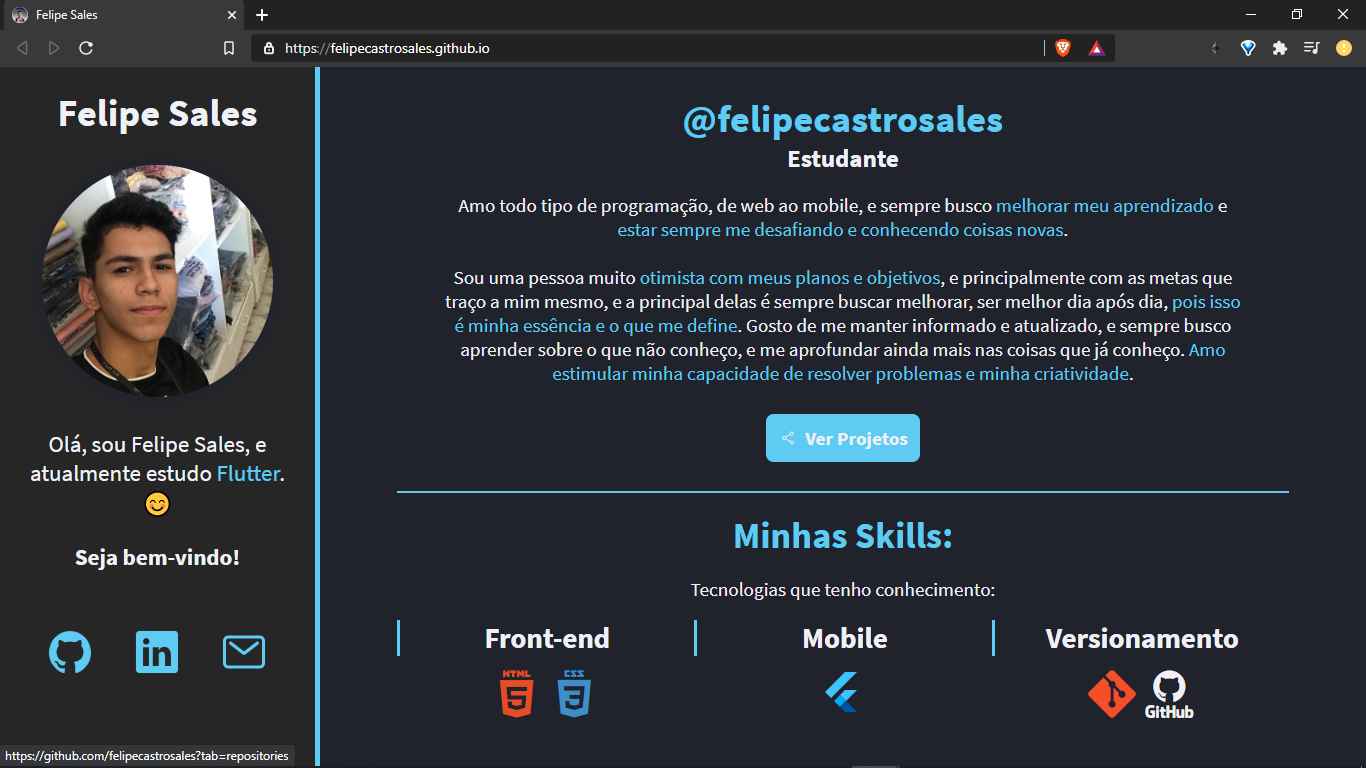 Felipe Sales
https://felipecastrosales.github.io
Felipe Sales
Olá, sou Felipe Sales, e
atualmente estudo Flutter.
😊
Seja bem-vindo!
@felipecastrosales
Estudante
Amo todo tipo de programação, de web ao mobile, e sempre busco melhorar meu aprendizado e
estar sempre me desafiando e conhecendo coisas novas.
Sou uma pessoa muito otimista com meus planos e objetivos, e principalmente com as metas que
traço a mim mesmo, e a principal delas é sempre buscar melhorar, ser melhor dia após dia, pois isso
é minha essência e o que me define. Gosto de me manter informado e atualizado, e sempre busco
aprender sobre o que não conheço, e me aprofundar ainda mais nas coisas que já conheço. Amo
estimular minha capacidade de resolver problemas e minha criatividade.
Ver Projetos
Minhas Skills:
Tecnologias que tenho conhecimento:
Front-end
Mobile
Versionamento
HTML
5
CSS
3
GitHub
in
https://github.com/felipecastrosales?tab=repositories